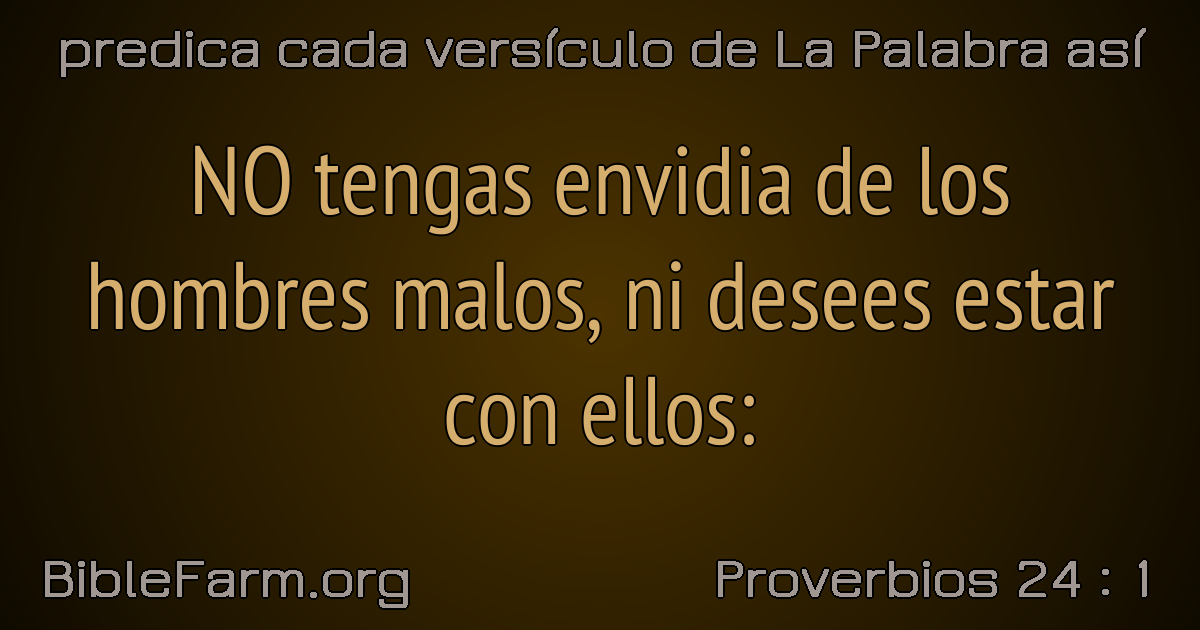 predica cada versículo de La Palabra así
NO tengas envidia de los
hombres malos, ni desees estar
con ellos:
BibleFarm.org
Proverbios 24 : 1